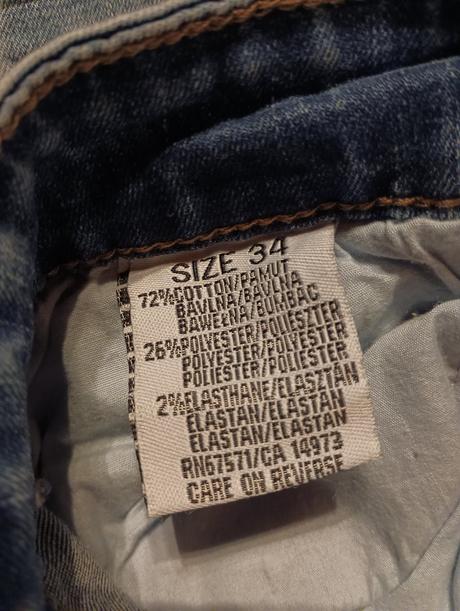 SIZE 34
72%COTTON/PAMUT
BAVLNA/BAVLNA
BAWEŁNA/BUMBAC
26%POLYESTER/POLIÉSZTER
POLYESTER/POLYESTER
POLIESTER/POLIESTER
2%ELASTHANE/ELASZTÁN
ELASTAN/ELASTAN
ELASTAN/ELASTAN
RN67571/CA 14973
CARE ON REVERSE